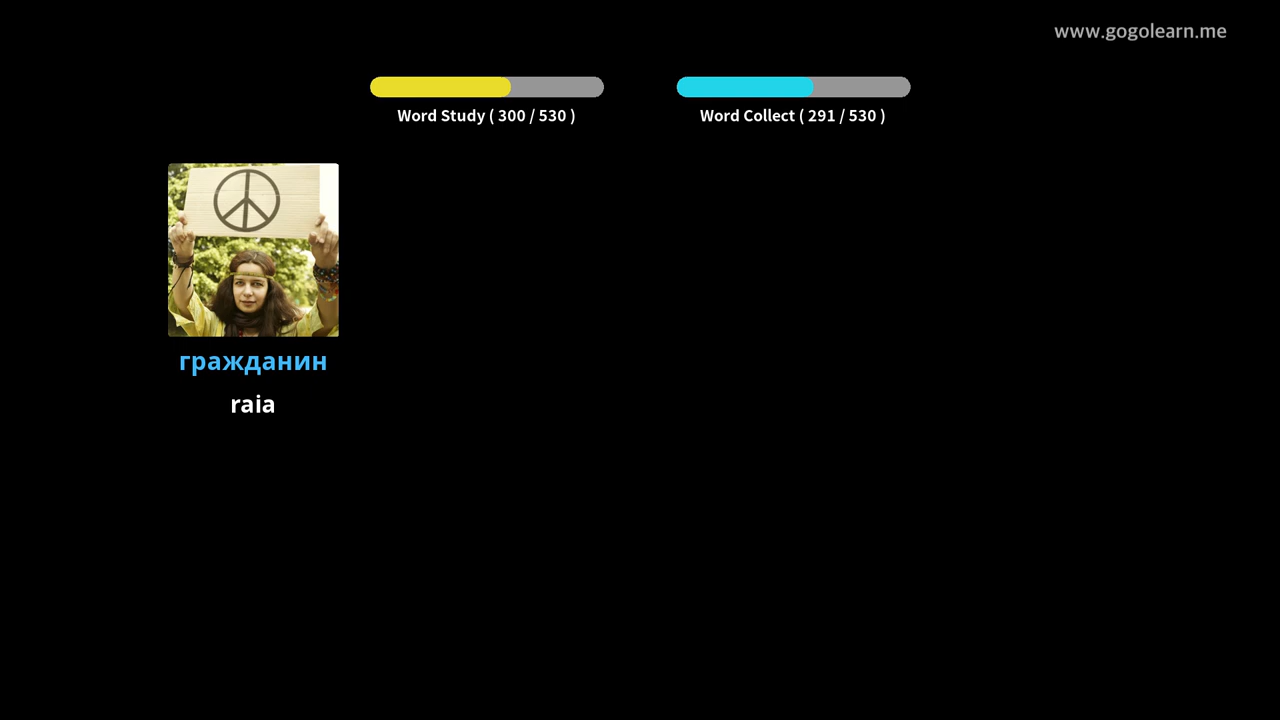 www.gogolearn.me
Word Study ( 300 / 530 )
Word Collect ( 291 / 530 )
гражданин
raia